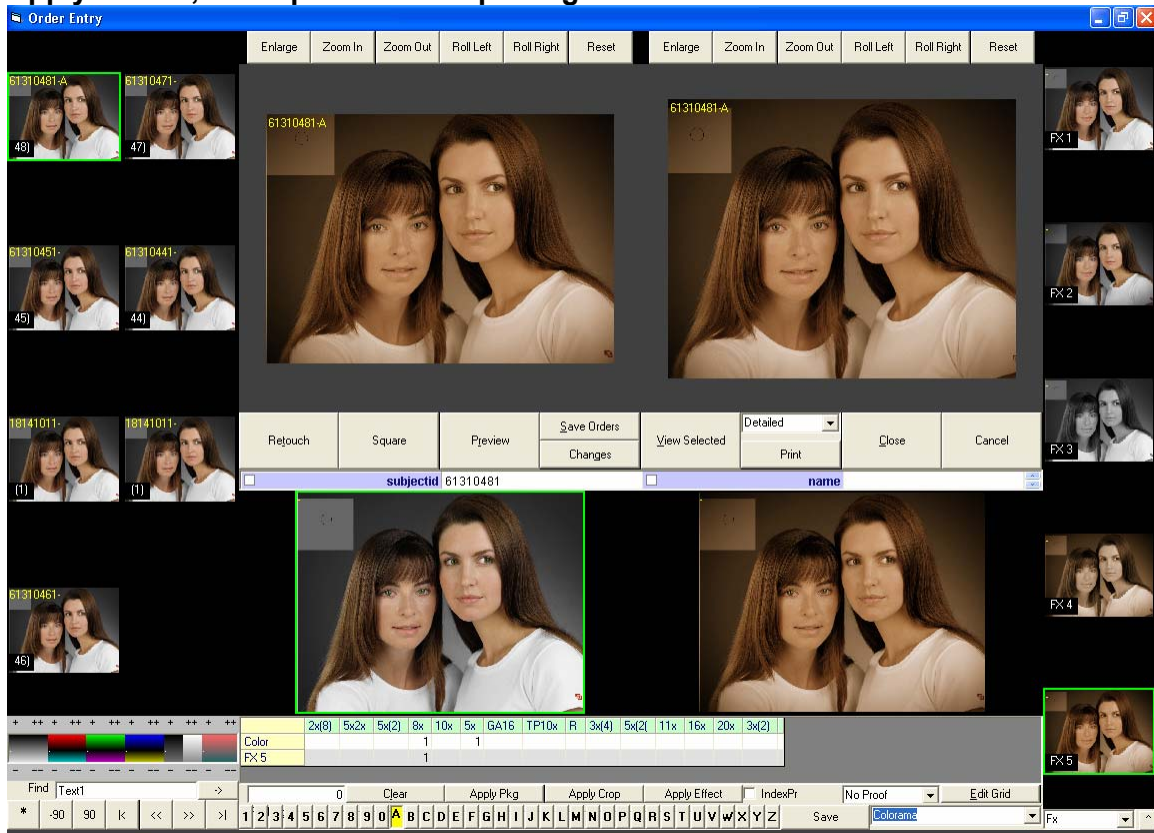 Order Entry
Enlarge Zoom In Zoom Out Roll Left Roll Right Reset Enlarge Zoom In Zoom Out Roll Left Roll Right Reset
61310481-A
48)
61310471-
47)
61310451-
45)
61310441-
44)
18141011-
(1)
18141011-
(1)
61310461-
46)
61310481-A
61310481-A
FX 1
FX 2
FX 3
FX 4
FX 5
Retouch Square Preview Save Orders View Selected Detailed Close Cancel
Changes Print
subjectid 61310481 name
2x(8) 5x2x 5x(2) 8x 10x 5x GA16 TP10x R 3x(4) 5x(2( 11x 16x 20x 3x(2)
Color 1 1
FX 5 1
+ ++ + ++ + ++ + ++ + ++ + ++
- -- - -- - -- - -- - -- - --
Find Text1 ->
0 Clear Apply Pkg Apply Crop Apply Effect IndexPr No Proof Edit Grid
* -90 90 |< << >> >|
1 2 3 4 5 6 7 8 9 0 A B C D E F G H I J K L M N O P Q R S T U V W X Y Z Save Colorama Fx ^